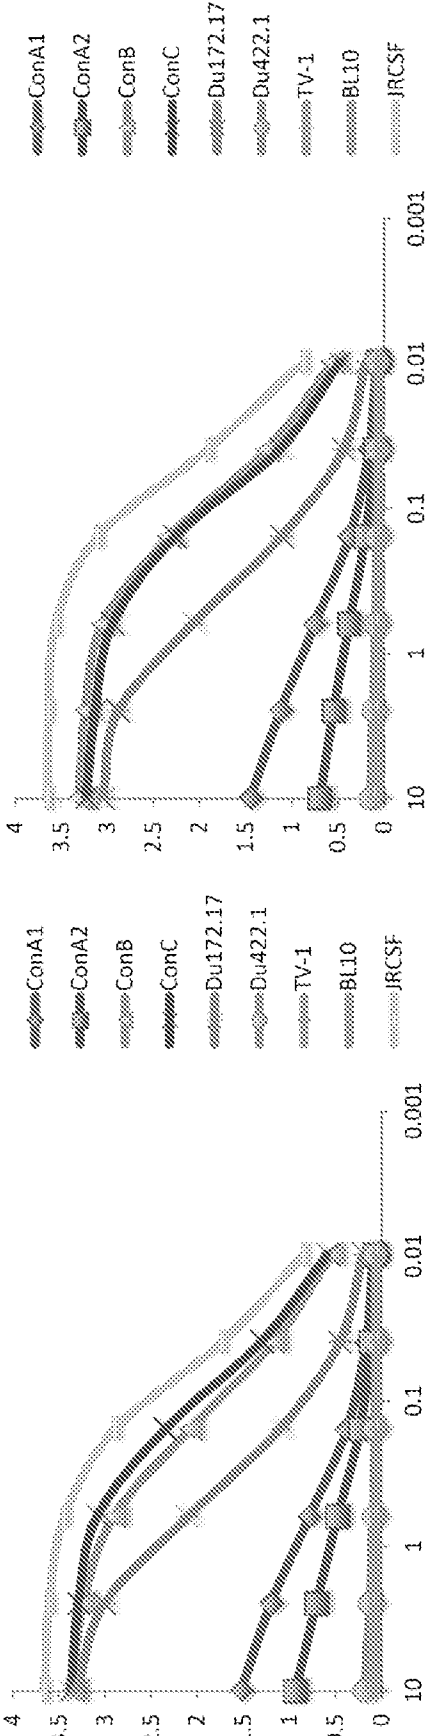 ConA1
ConA2
ConB
ConC
Du172.17
Du422.1
TV-1
BL10
JRCSF
4
3.5
3
2.5
2
1.5
1
0.5
0
10
1
0.1
0.01
0.001
ConA1
ConA2
ConB
ConC
Du172.17
Du422.1
TV-1
BL10
JRCSF
4
.5
3
.5
2
.5
1
.5
0
10
1
0.1
0.01
0.001